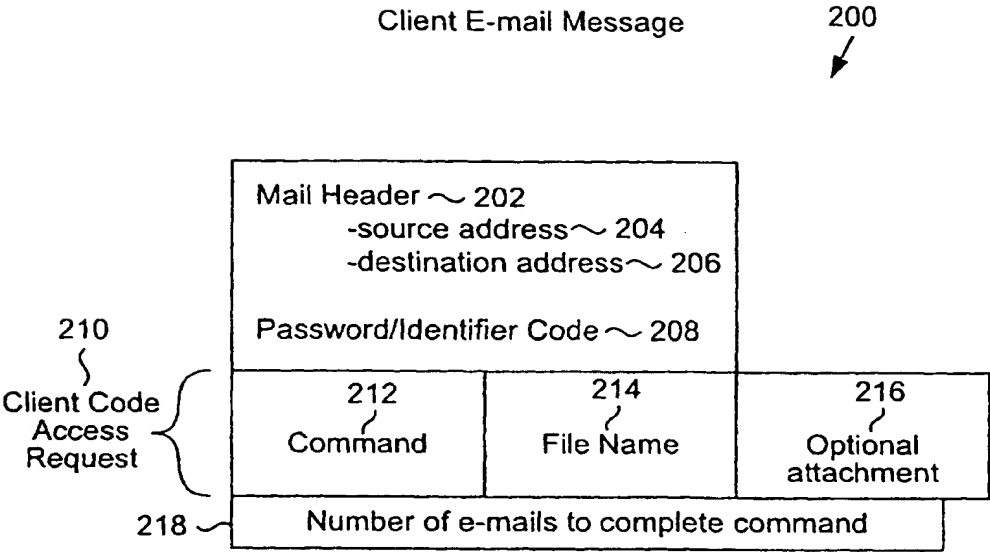 Client E-mail Message
200
Mail Header 202
-source address 204
-destination address 206
Password/Identifier Code 208
210
Client Code
Access
Request
212
Command
214
File Name
216
Optional
attachment
218
Number of e-mails to complete command